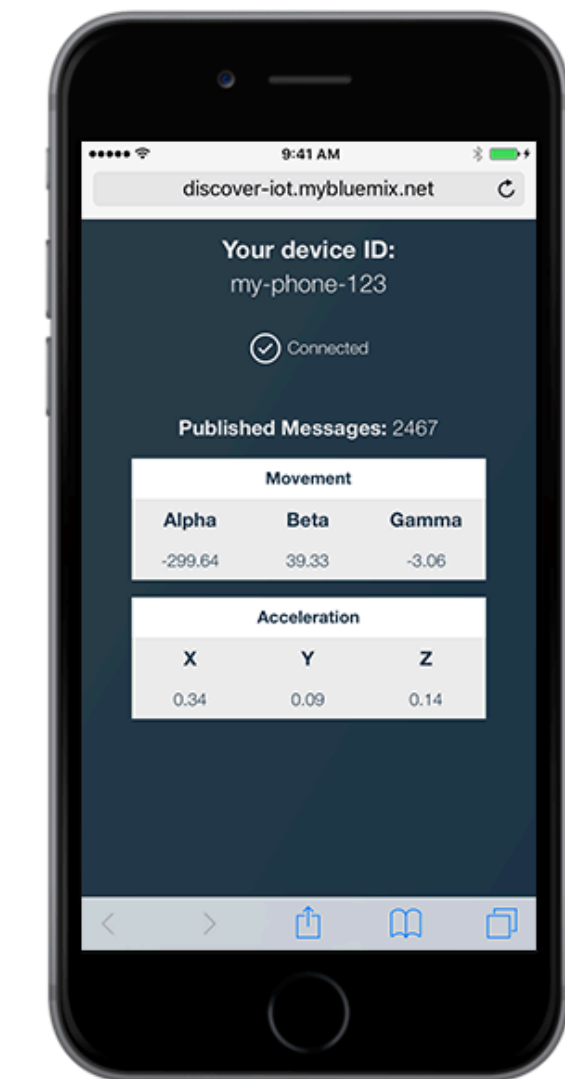 9:41 AM
discover-iot.mybluemix.net
Your device ID:
my-phone-123
Connected
Published Messages: 2467
Movement
Alpha Beta Gamma
-299.64 39.33 -3.06
Acceleration
X Y Z
0.34 0.09 0.14